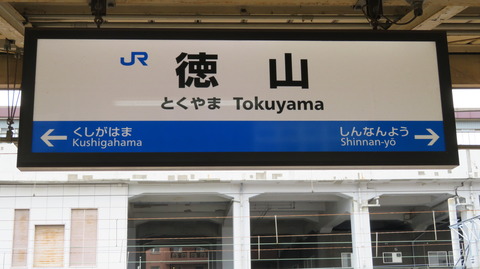 JR
徳山
とくやま Tokuyama
← くしがはま しんなんよう →
Kushigahama Shinnan-yō